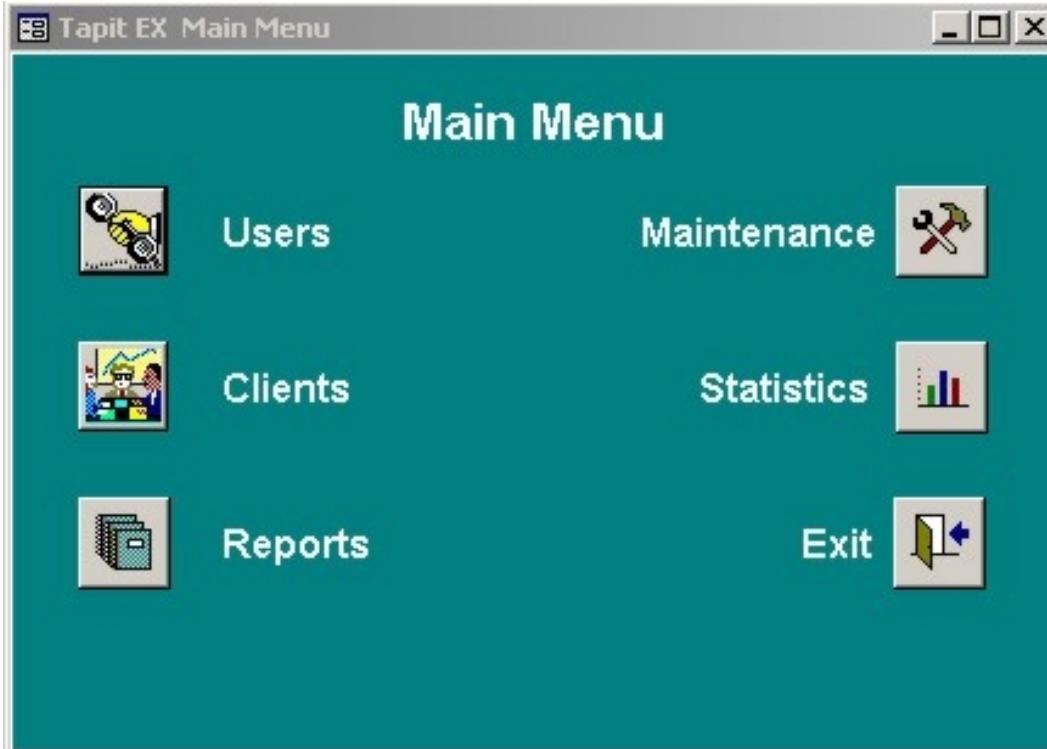 Tapit EX Main Menu
Main Menu
Users
Maintenance
Clients
Statistics
Reports
Exit